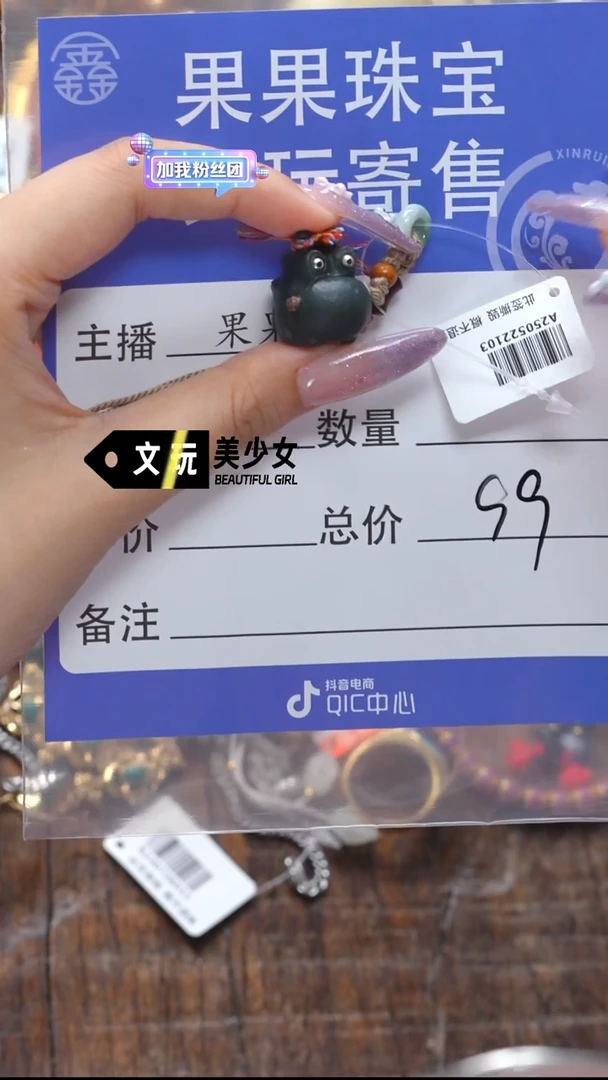 鑫
果果珠宝
玩寄售
XINRUI
加我粉丝团
主播 果果
此签撕毁 概不退
A250522103
文玩 美少女
BEAUTIFUL GIRL
数量
价 总价 99
备注
抖音电商
QIC中心